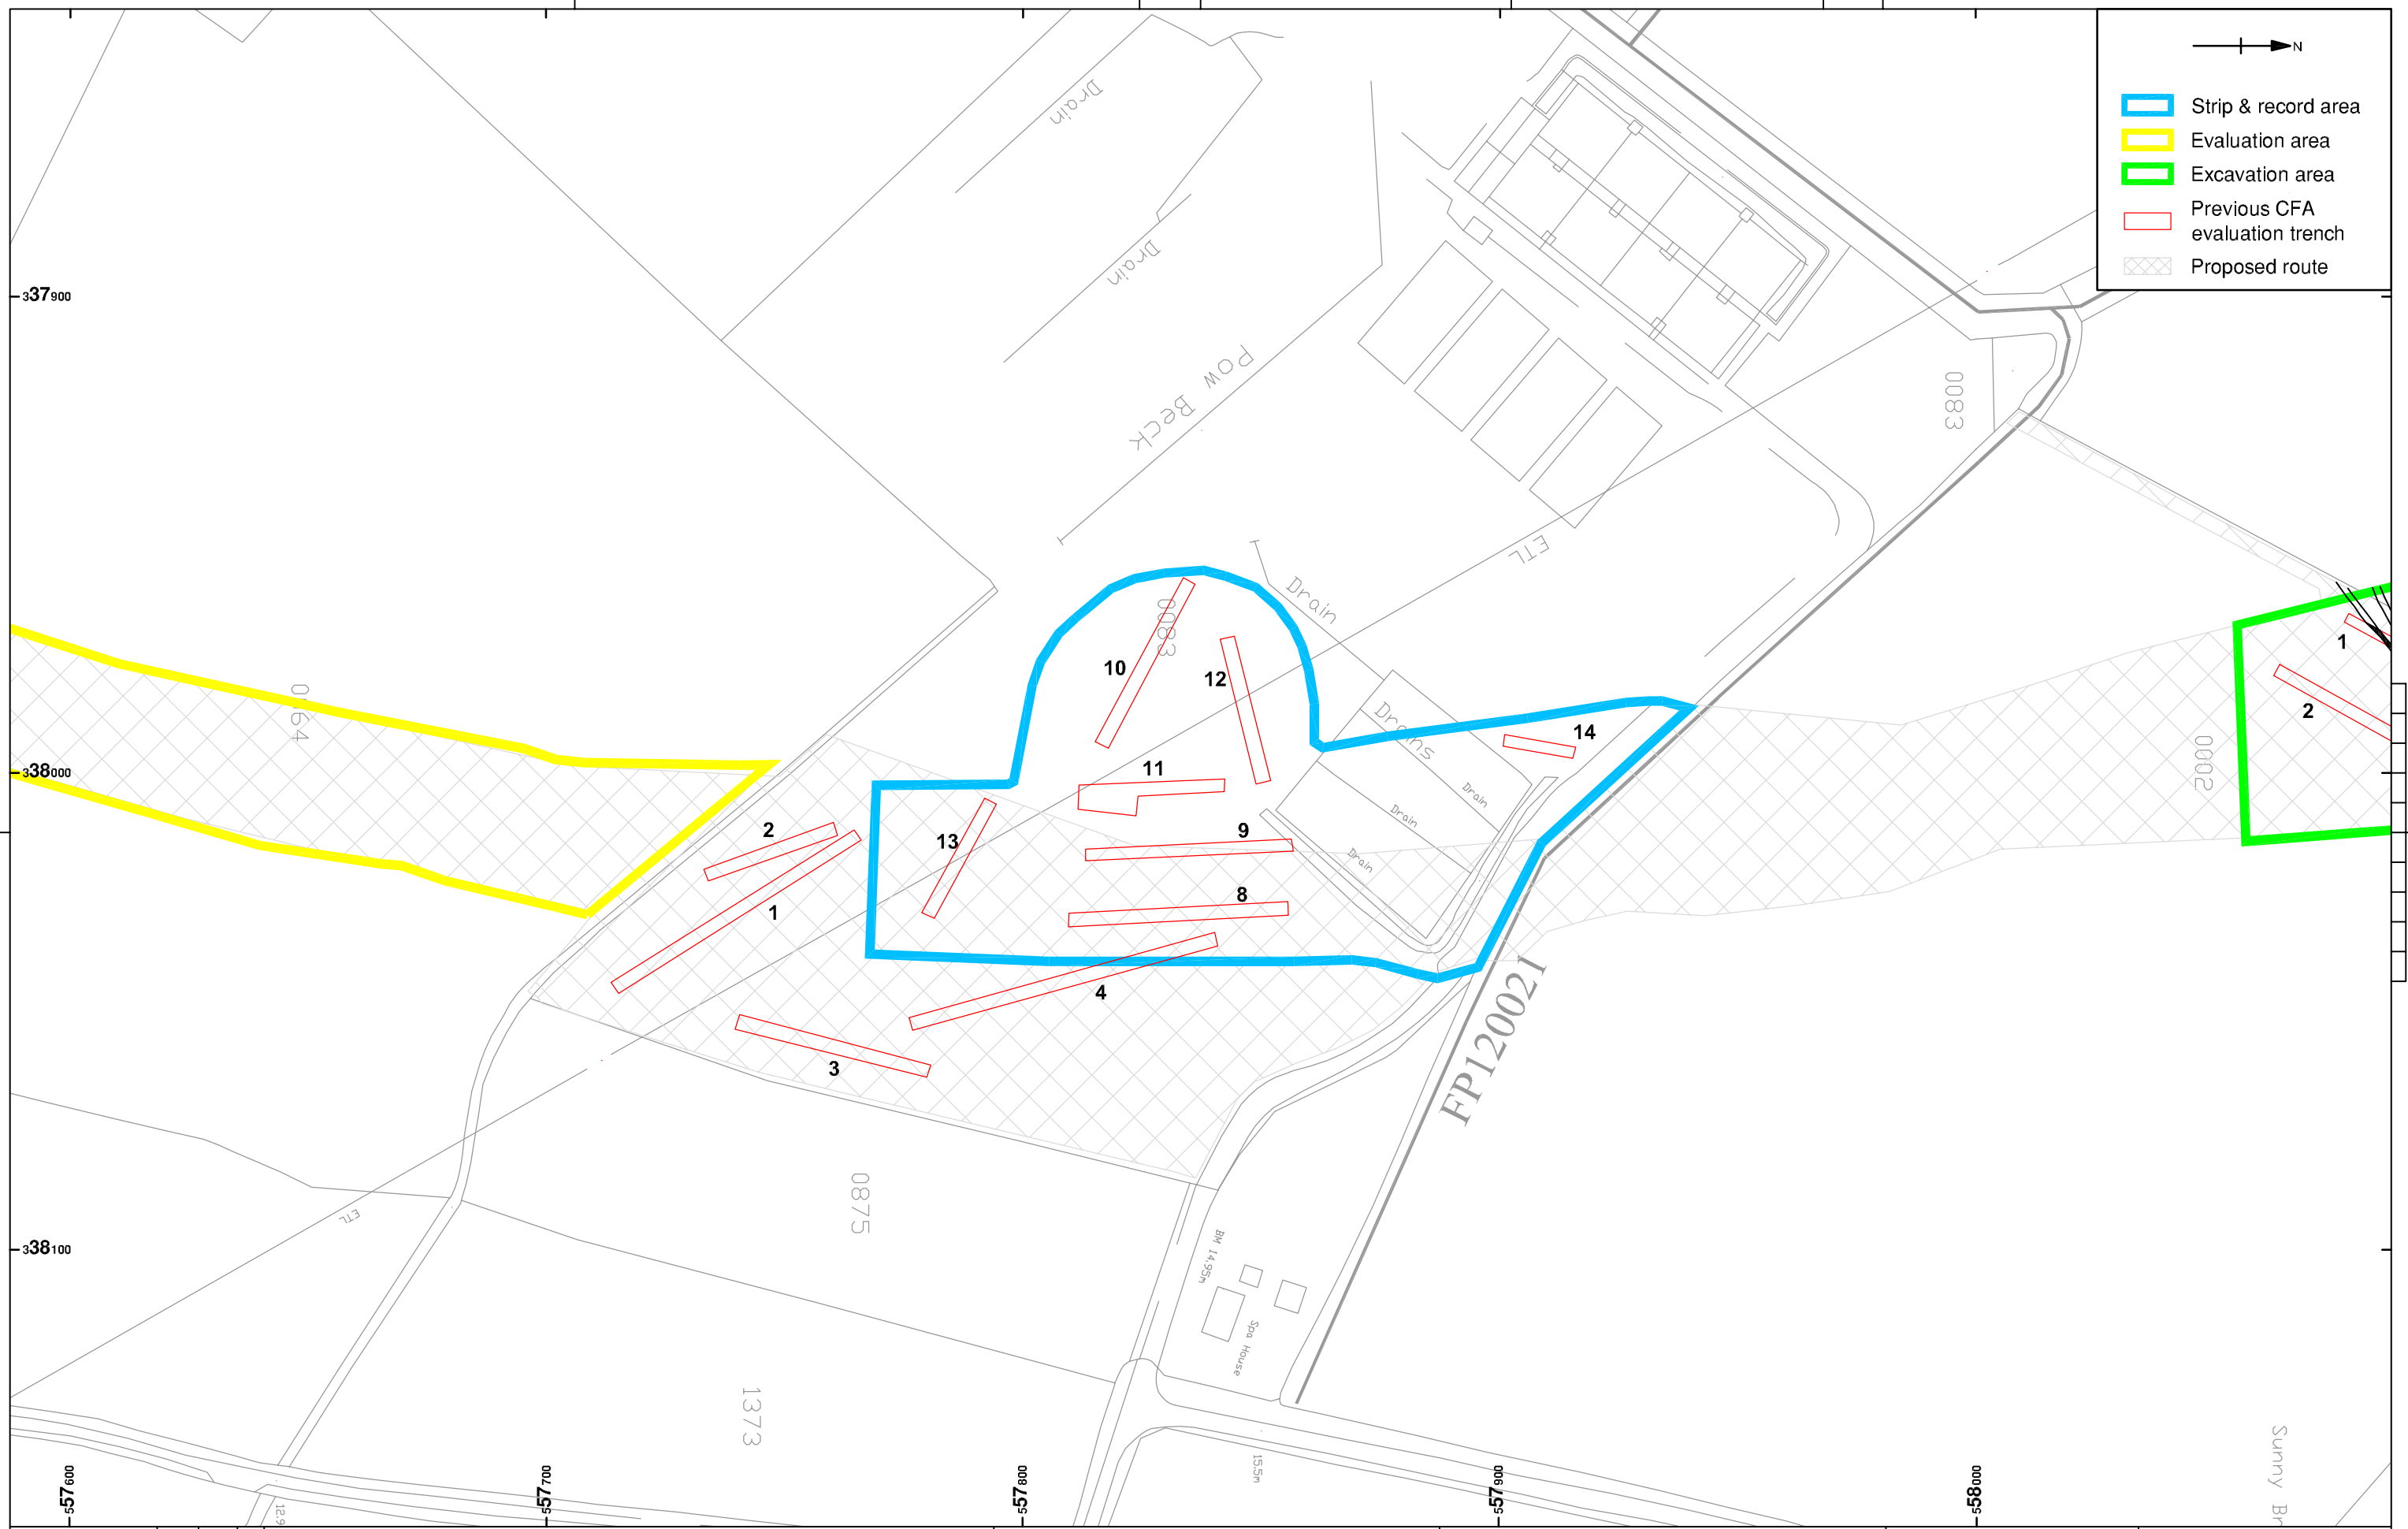 N
Strip & record area
Evaluation area
Excavation area
Previous CFA
evaluation trench
Proposed route
Drain
Drain
Pow Beck
337900
0083
ETL
Drain
0083
10
12
1
2
0064
Drains
14
0002
338000
11
Drain
Drain
2
13
9
Drain
8
1
4
FP120021
3
0875
ETL
338100
BM 14.95m
Spa House
1373
15.5m
12.9
Sunny Br
557600
557700
557800
557900
558000